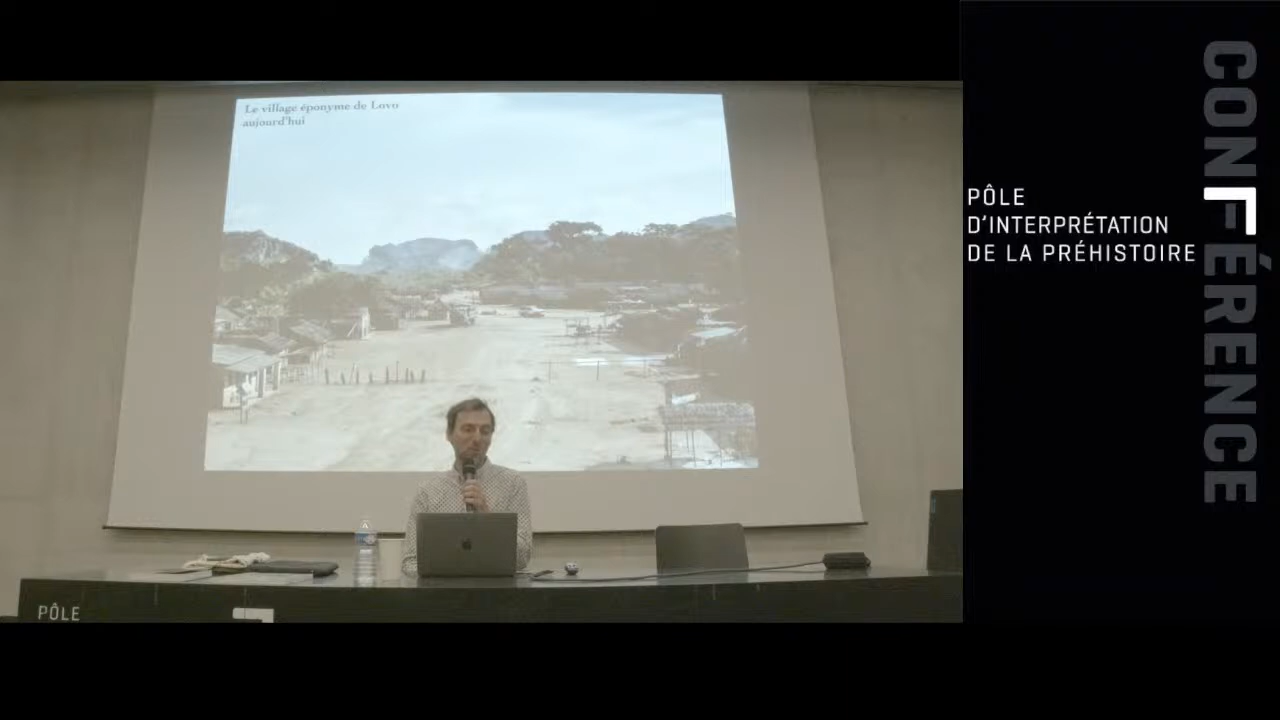 Le village éponyme de Lovo
aujourd'hui
PÔLE
D'INTERPRÉTATION
DE LA PRÉHISTOIRE
CONFÉRENCE
PÔLE